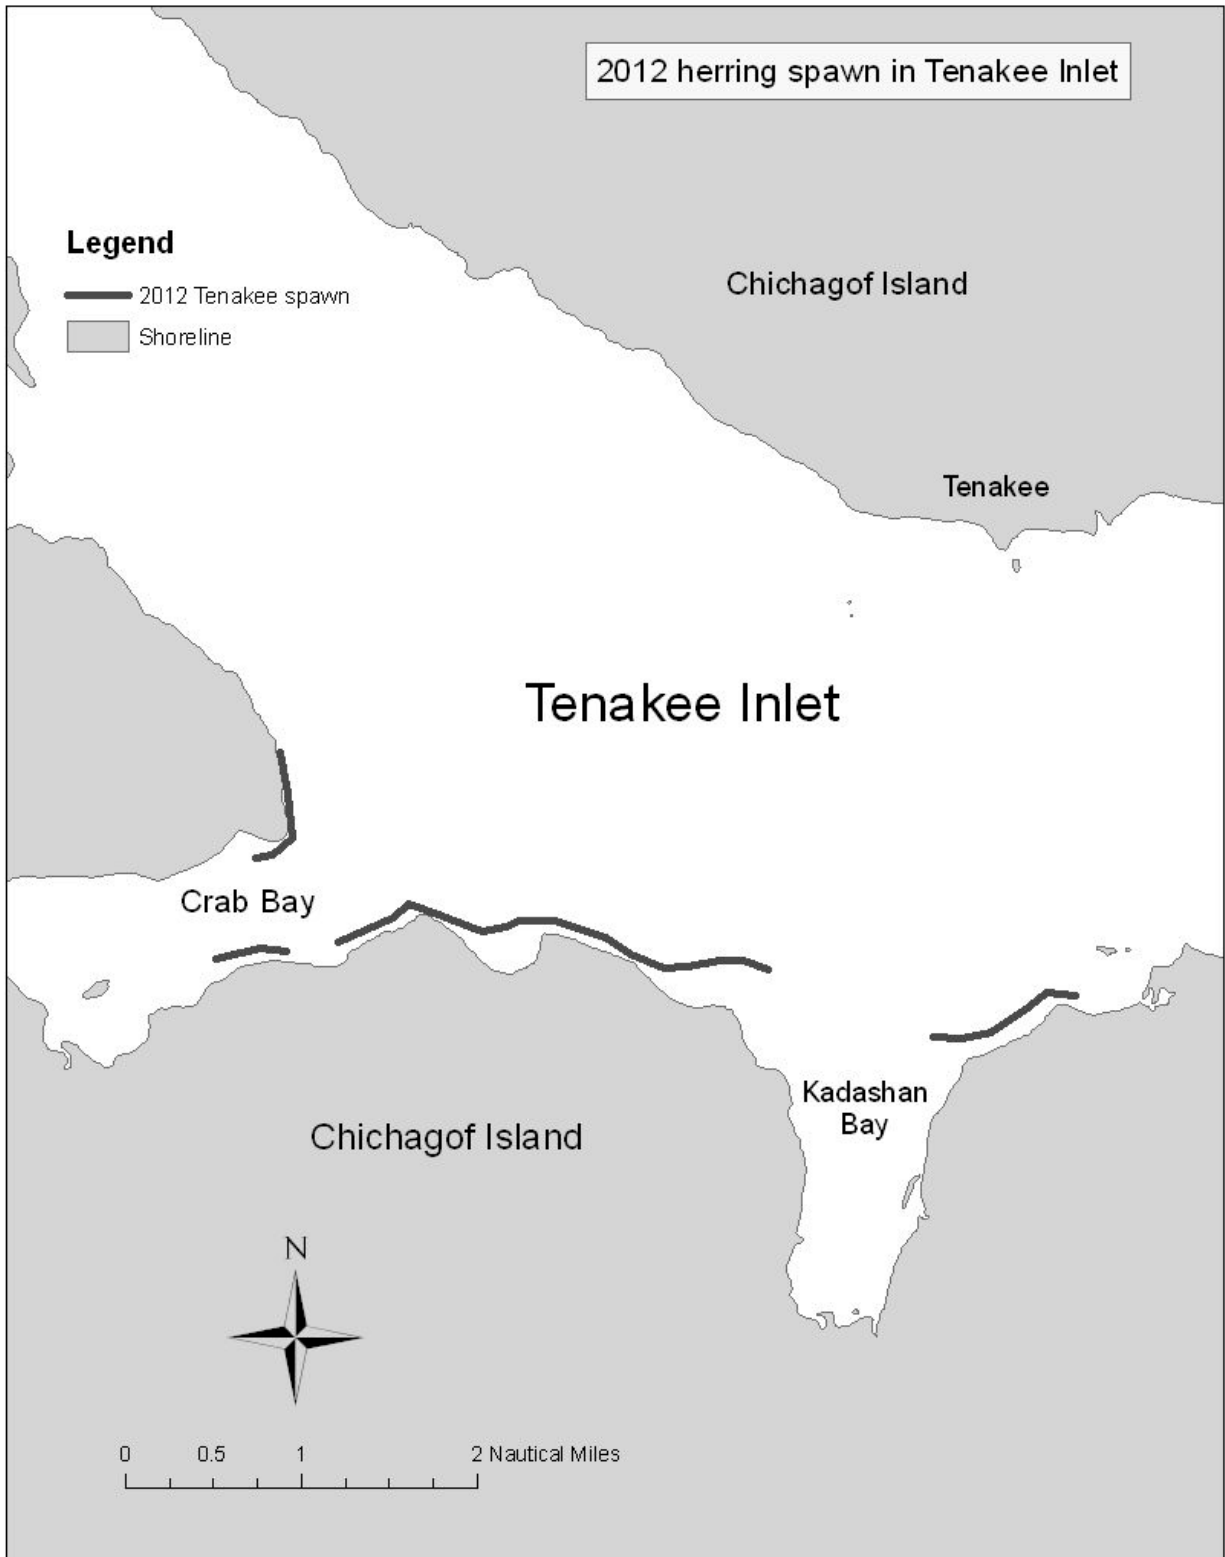 2012 herring spawn in Tenakee Inlet
Legend
2012 Tenakee spawn
Shoreline
Chichagof Island
Tenakee
Tenakee Inlet
Crab Bay
Kadashan
Bay
Chichagof Island
N
0 0.5 1 2 Nautical Miles